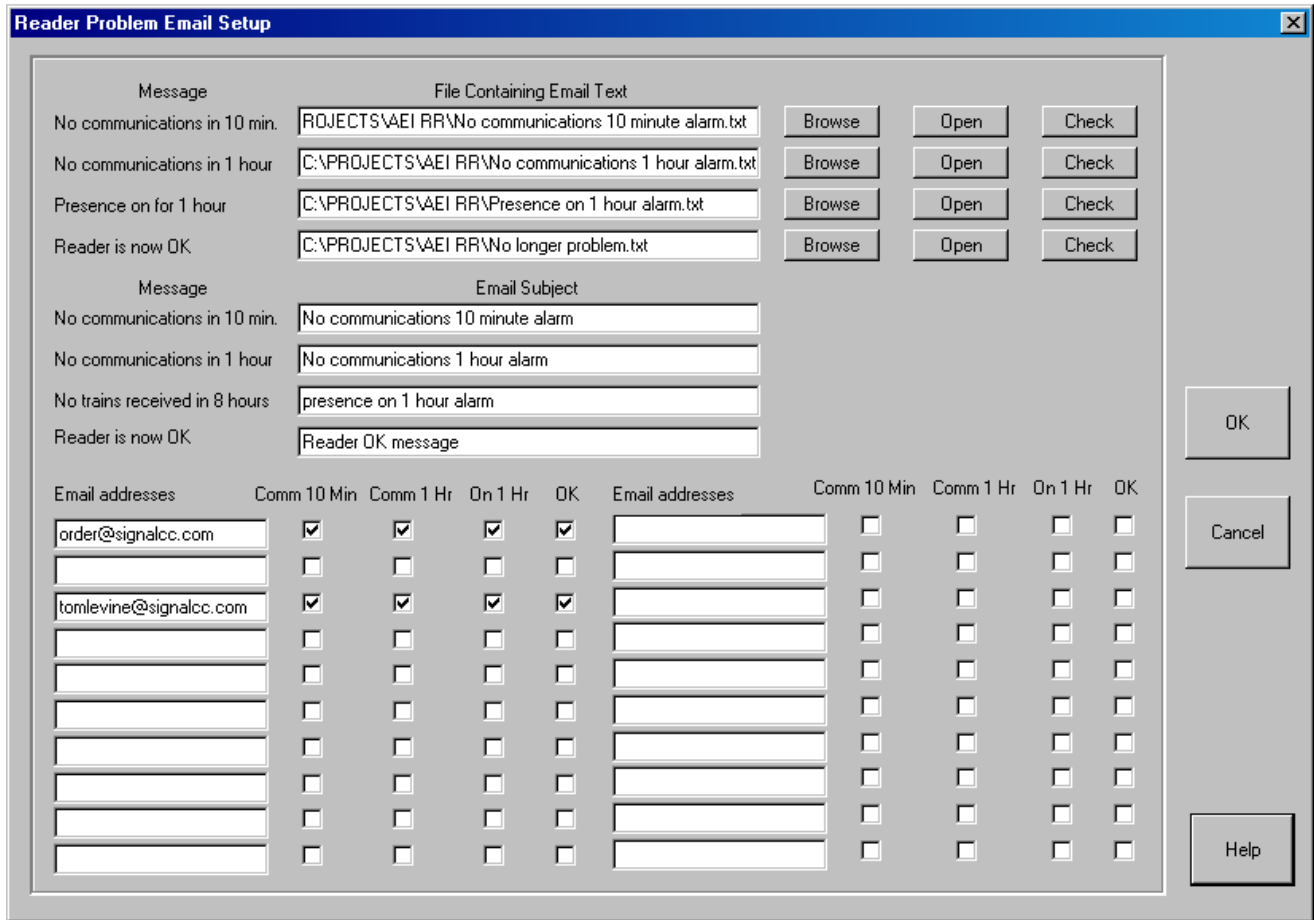 Reader Problem Email Setup
Message File Containing Email Text
No communications in 10 min. ROJECTS\AEI RR\No communications 10 minute alarm.txt Browse Open Check
No communications in 1 hour C:\PROJECTS\AEI RR\No communications 1 hour alarm.txt Browse Open Check
Presence on for 1 hour C:\PROJECTS\AEI RR\Presence on 1 hour alarm.txt Browse Open Check
Reader is now OK C:\PROJECTS\AEI RR\No longer problem.txt Browse Open Check
Message Email Subject
No communications in 10 min. No communications 10 minute alarm
No communications in 1 hour No communications 1 hour alarm
No trains received in 8 hours presence on 1 hour alarm
Reader is now OK Reader OK message
OK
Email addresses Comm 10 Min Comm 1 Hr On 1 Hr OK Email addresses Comm 10 Min Comm 1 Hr On 1 Hr OK
order@signalcc.com
Cancel
tomlevine@signalcc.com
Help